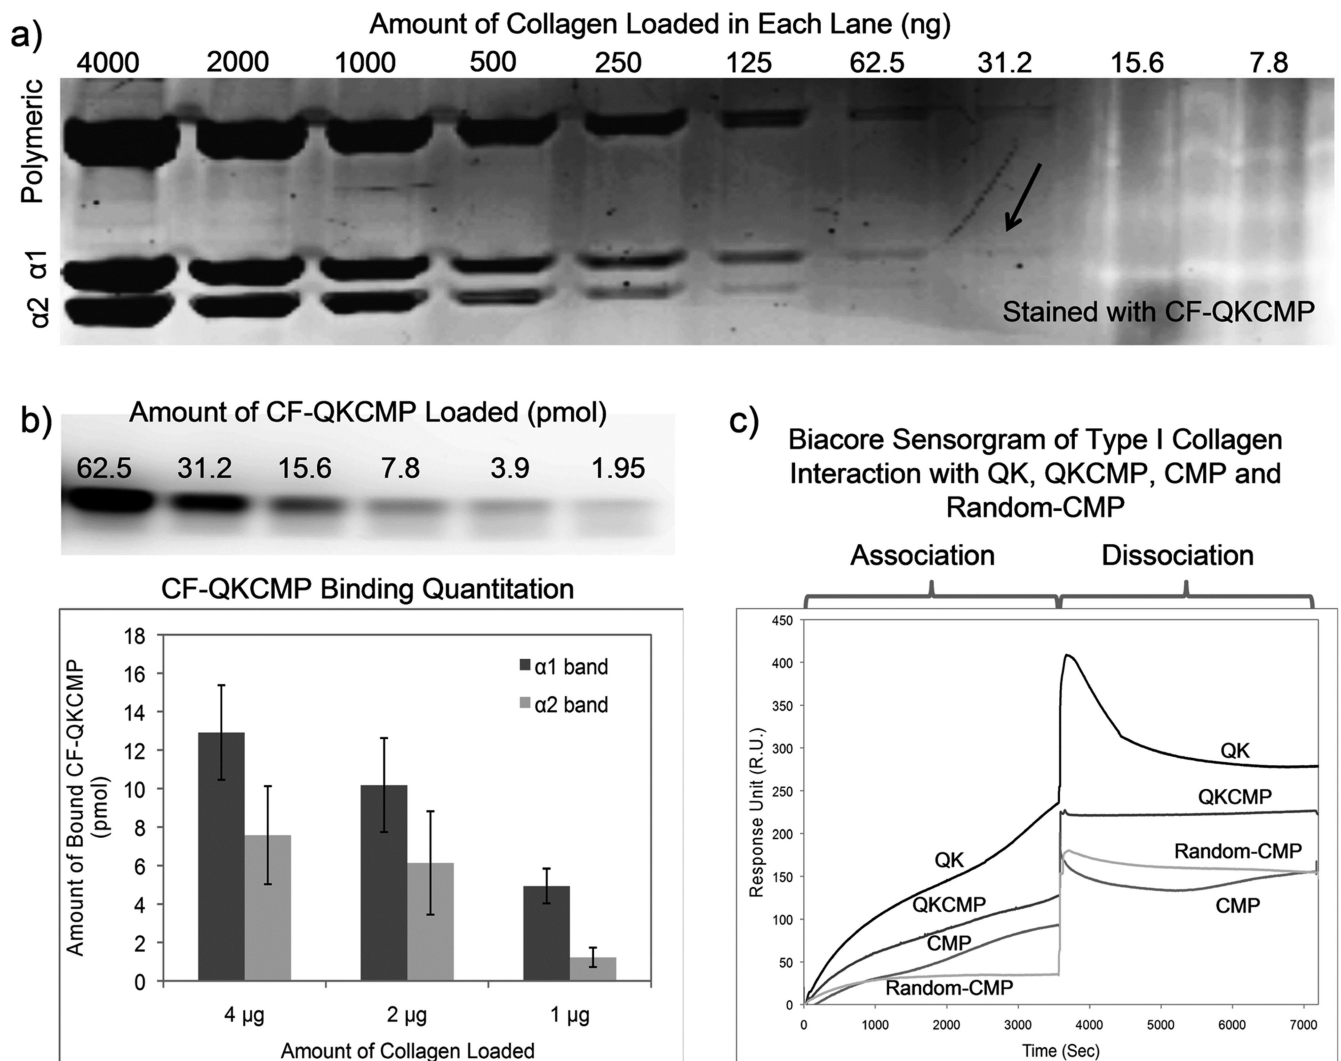 a)
Amount of Collagen Loaded in Each Lane (ng)
4000 2000 1000 500 250 125 62.5 31.2 15.6 7.8
Polymeric
α1
α2
Stained with CF-QKCMP
b)
Amount of CF-QKCMP Loaded (pmol)
62.5 31.2 15.6 7.8 3.9 1.95
CF-QKCMP Binding Quantitation
Amount of Bound CF-QKCMP
(pmol)
18
16
14
12
10
8
6
4
2
0
α1 band
α2 band
4 µg 2 µg 1 µg
Amount of Collagen Loaded
c)
Biacore Sensorgram of Type I Collagen
Interaction with QK, QKCMP, CMP and
Random-CMP
Association Dissociation
Response Unit (R.U.)
450
400
350
300
250
200
150
100
50
0
QK
QKCMP
Random-CMP
CMP
QK
QKCMP
CMP
Random-CMP
0 1000 2000 3000 4000 5000 6000 7000
Time (Sec)